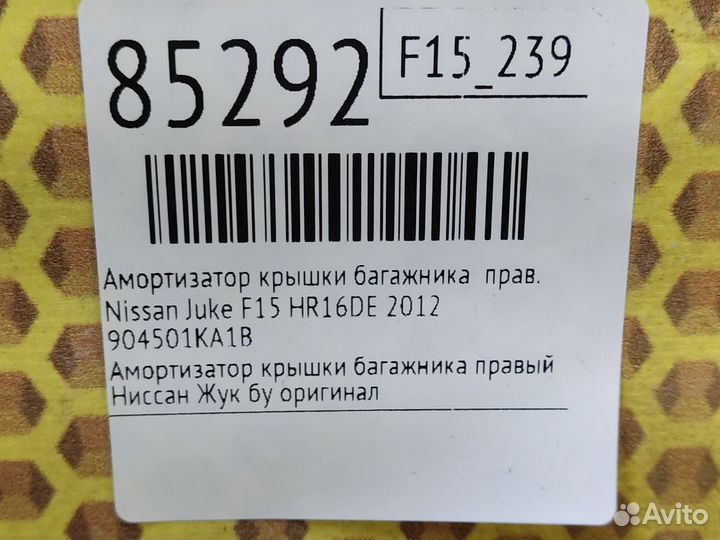 85292
F15_239
Амортизатор крышки багажника прав.
Nissan Juke F15 HR16DE 2012
904501KA1B
Амортизатор крышки багажника правый
Ниссан Жук бу оригинал
Avito